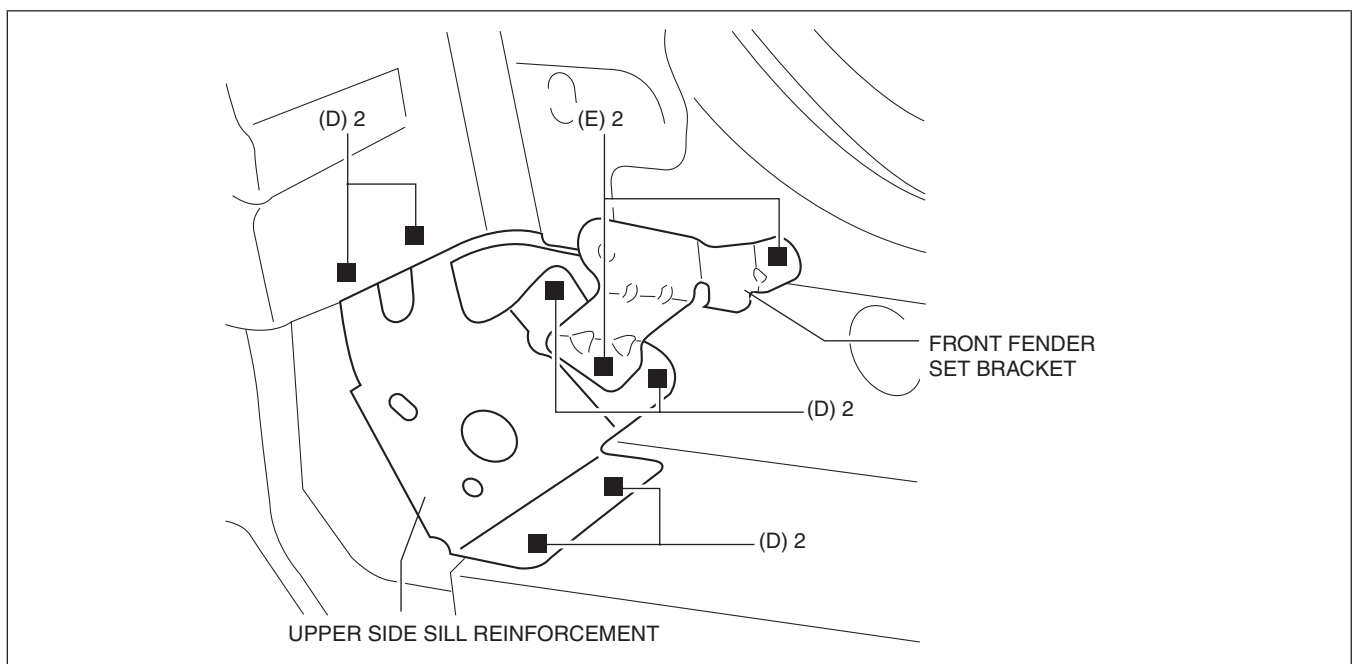 (D) 2
(E) 2
FRONT FENDER
SET BRACKET
(D) 2
(D) 2
UPPER SIDE SILL REINFORCEMENT